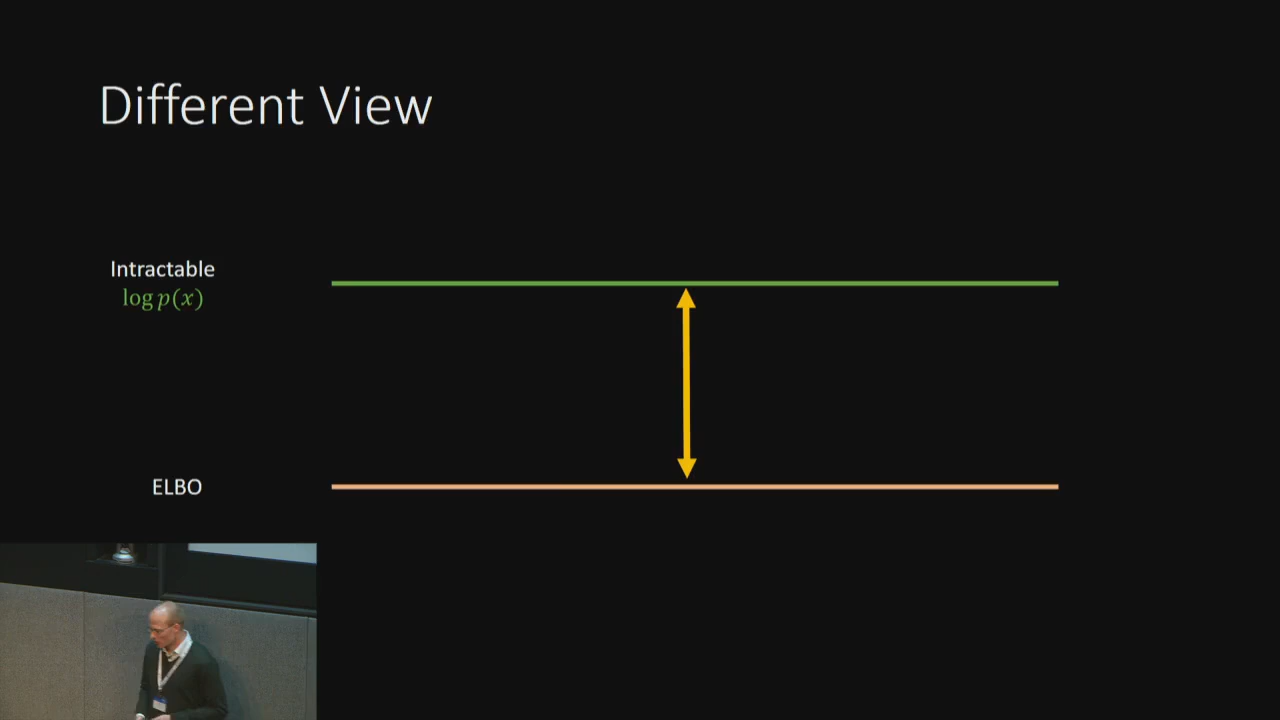 Different View
Intractable
log p(x)
ELBO